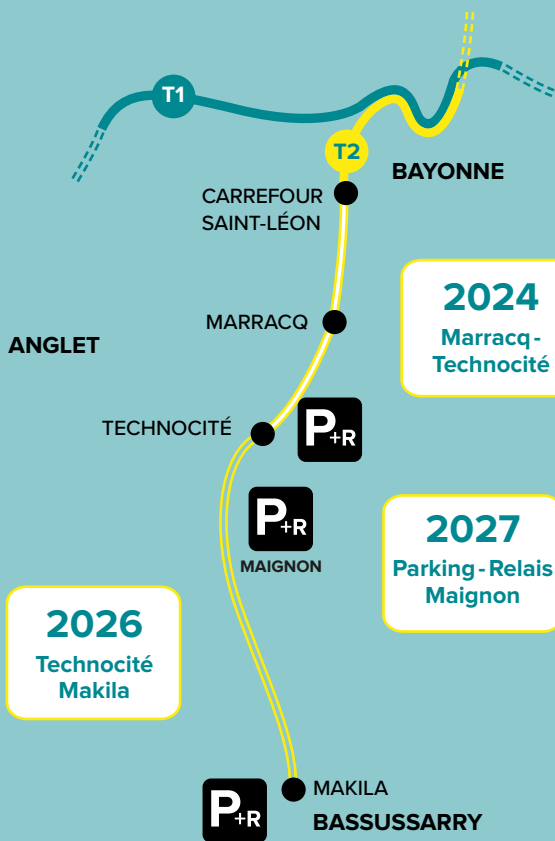 T1
T2
BAYONNE
CARREFOUR
SAINT-LÉON
2024
Marracq -
Technocité
MARRACQ
ANGLET
TECHNOCITÉ
P+R
P+R
MAIGNON
2027
Parking - Relais
Maignon
2026
Technocité
Makila
P+R
MAKILA
BASSUSSARRY